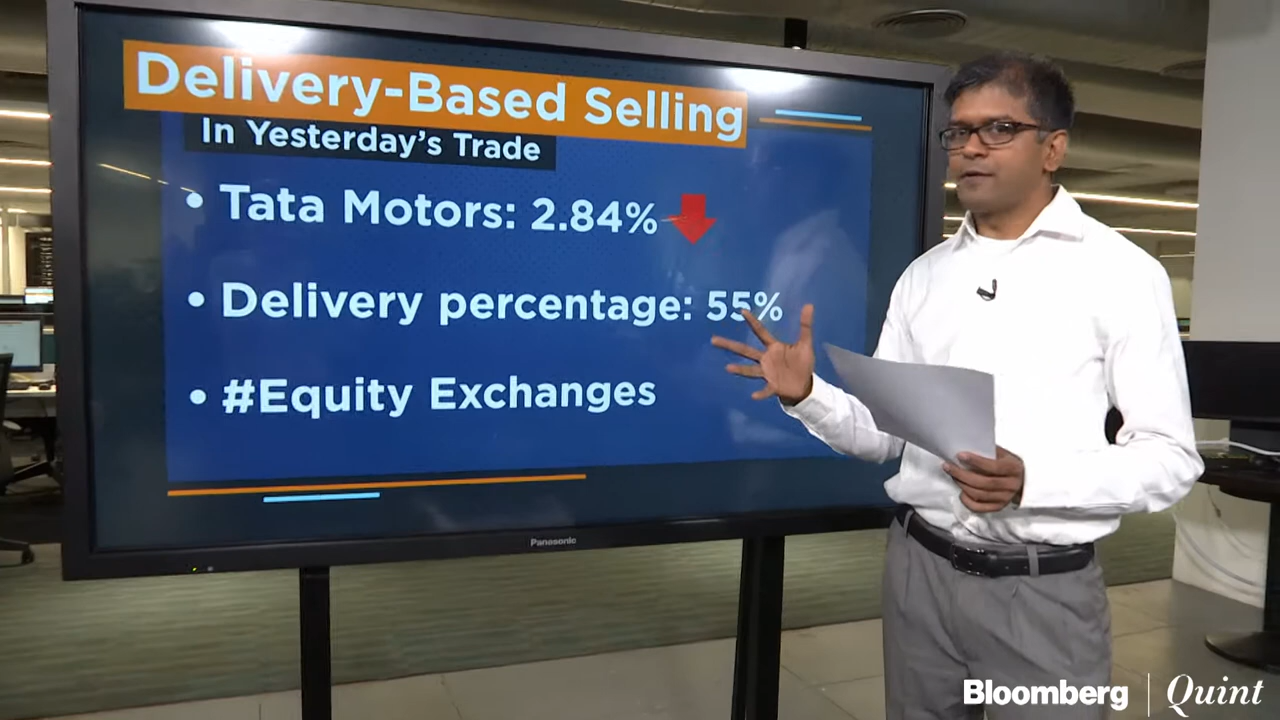 Delivery-Based Selling
In Yesterday's Trade
• Tata Motors: 2.84%
• Delivery percentage: 55%
• #Equity Exchanges
Panasonic
Bloomberg | Quint